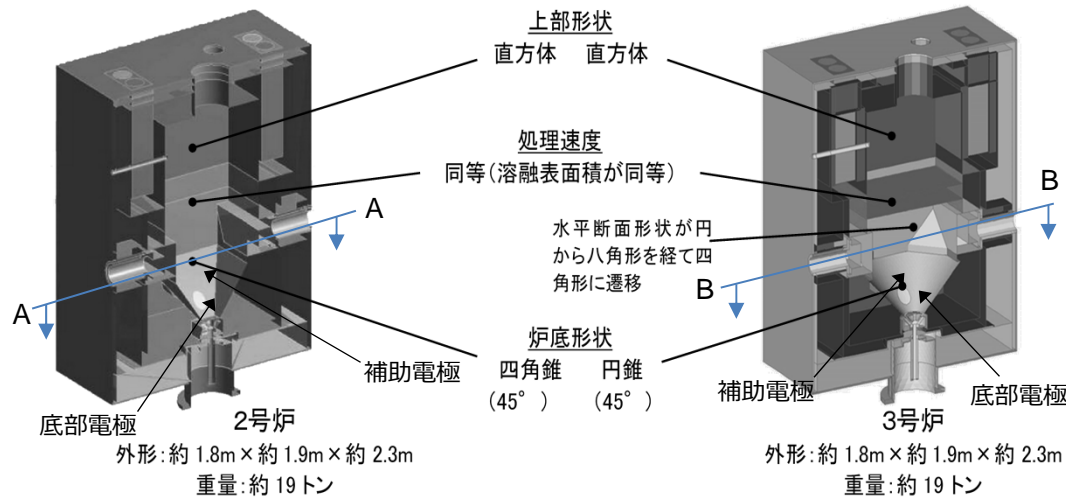 上部形状
直方体 直方体
処理速度
同等(溶融表面積が同等)
A
A
B
B
水平断面形状が円
から八角形を経て四
角形に遷移
炉底形状
四角錐 円錐
(45°) (45°)
補助電極
底部電極
補助電極
底部電極
2号炉
外形:約 1.8m×約 1.9m×約 2.3m
重量:約 19 トン
3号炉
外形:約 1.8m×約 1.9m×約 2.3m
重量:約 19 トン